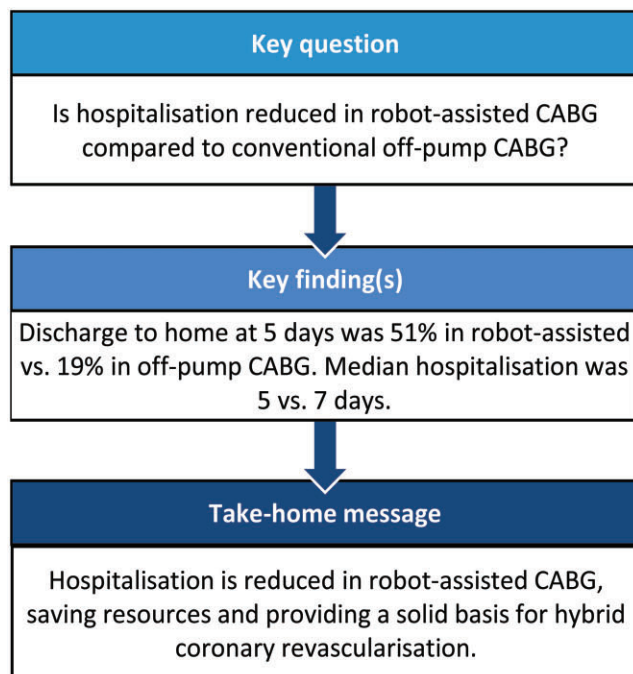 Key question
Is hospitalisation reduced in robot-assisted CABG
compared to conventional off-pump CABG?
Key finding(s)
Discharge to home at 5 days was 51% in robot-assisted
vs. 19% in off-pump CABG. Median hospitalisation was
5 vs. 7 days.
Take-home message
Hospitalisation is reduced in robot-assisted CABG,
saving resources and providing a solid basis for hybrid
coronary revascularisation.